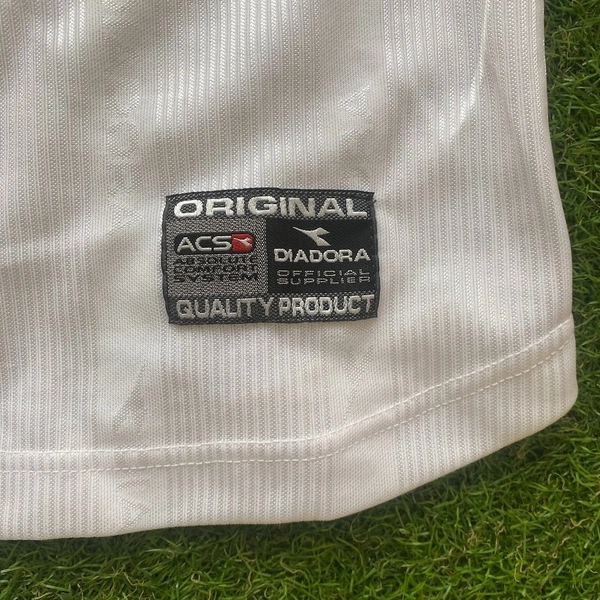 ORIGINAL
ACS
ABSOLUTE
COMFORT
SYSTEM
DIADORA
OFFICIAL
SUPPLIER
QUALITY PRODUCT